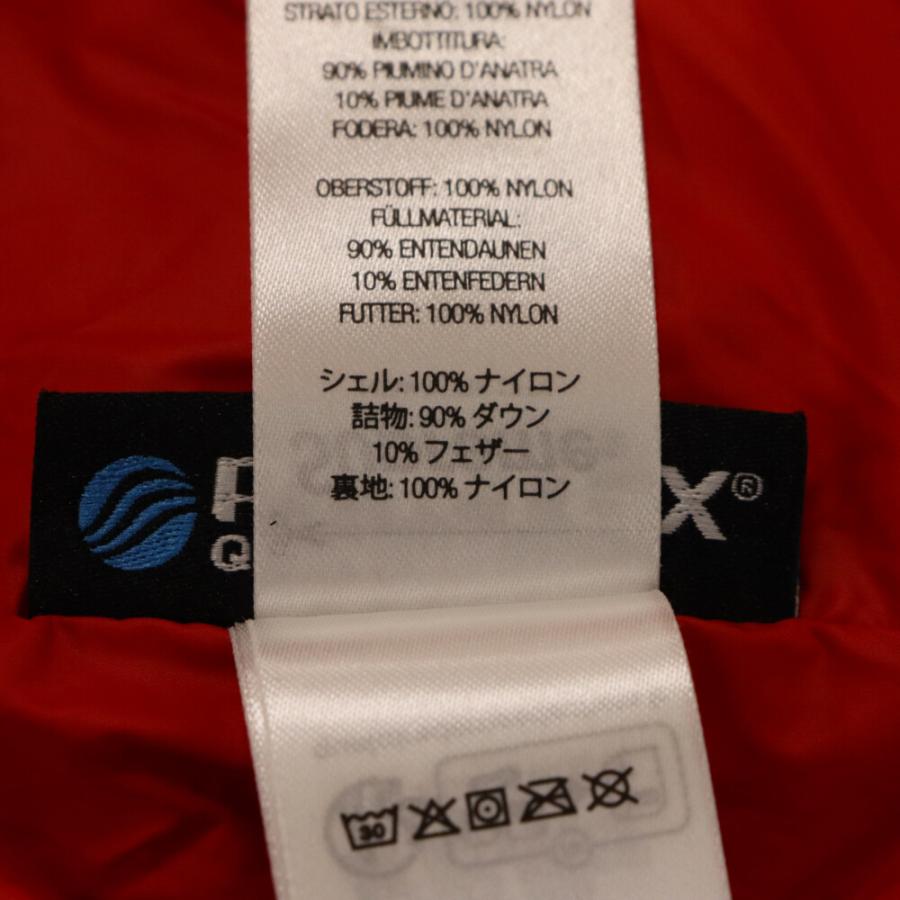 STRATO ESTERNO: 100% NYLON
IMBOTTITURA:
90% PIUMINO D'ANATRA
10% PIUME D'ANATRA
FODERA: 100% NYLON
OBERSTOFF: 100% NYLON
FÜLLMATERIAL:
90% ENTENDAUNEN
10% ENTENFEDERN
FUTTER: 100% NYLON
シェル: 100% ナイロン
詰物: 90% ダウン
10% フェザー
裏地: 100% ナイロン
X®
30